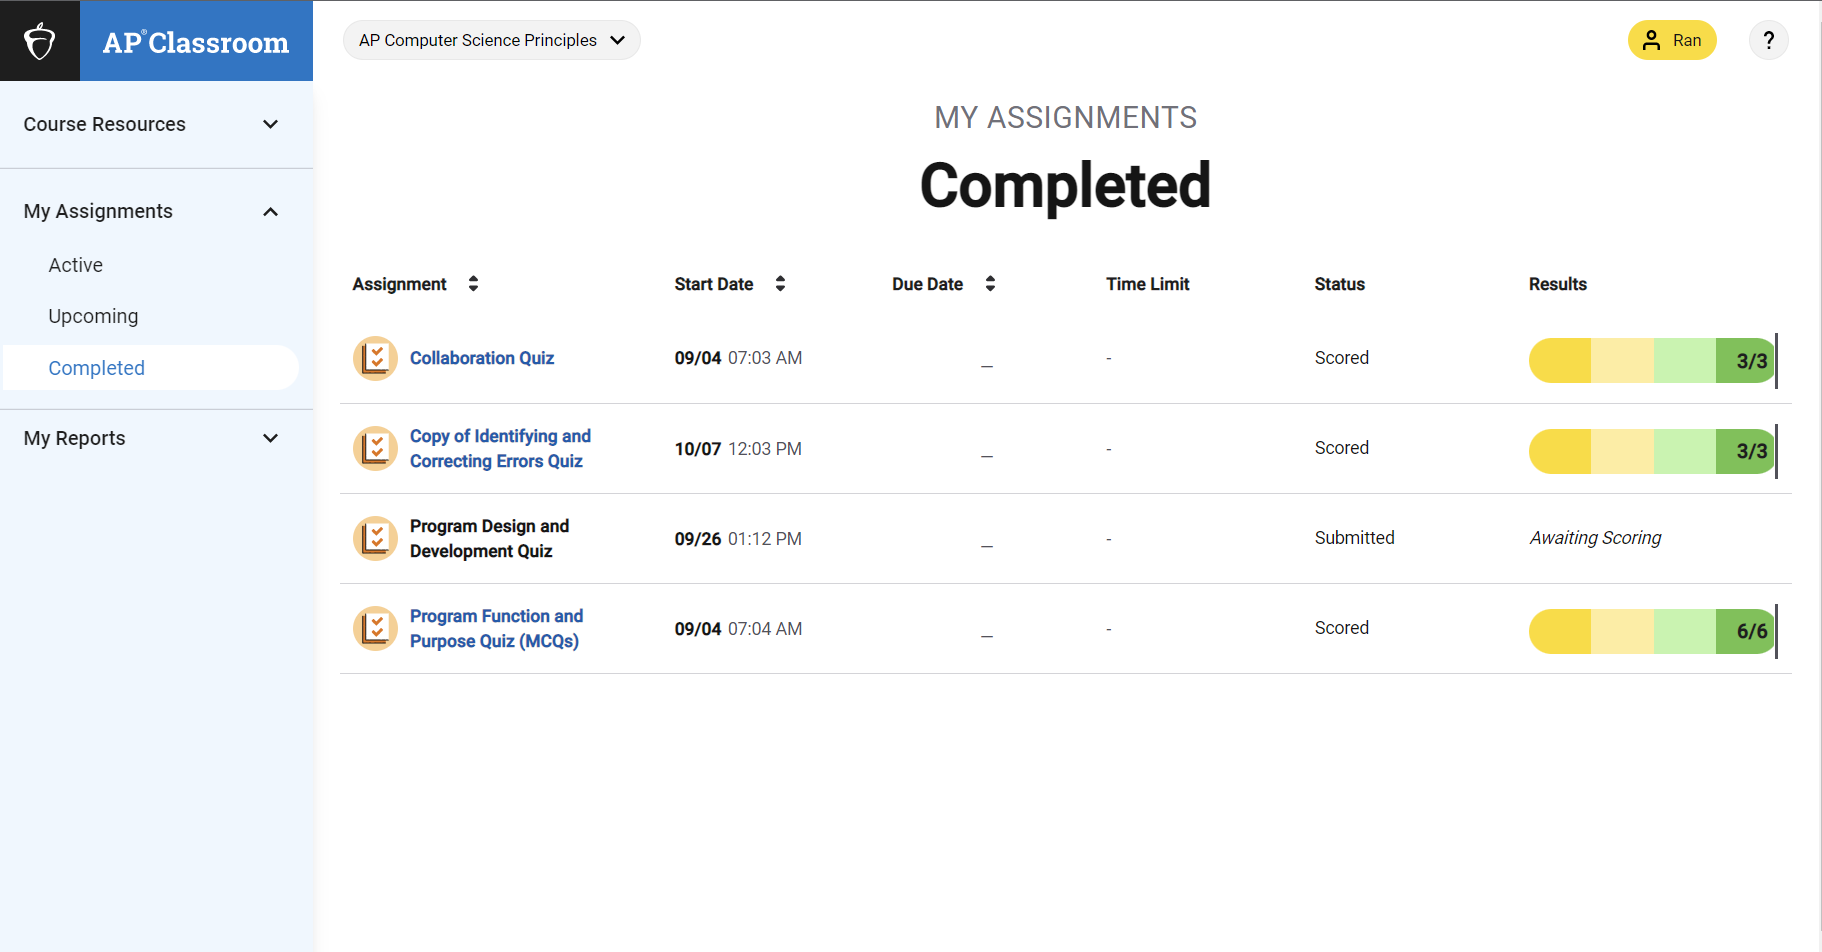 AP® Classroom
AP Computer Science Principles
Ran
?
Course Resources
My Assignments
Active
Upcoming
Completed
My Reports
MY ASSIGNMENTS
Completed
Assignment Start Date Due Date Time Limit Status Results
Collaboration Quiz 09/04 07:03 AM _ - Scored 3/3
Copy of Identifying and
Correcting Errors Quiz 10/07 12:03 PM _ - Scored 3/3
Program Design and
Development Quiz 09/26 01:12 PM _ - Submitted Awaiting Scoring
Program Function and
Purpose Quiz (MCQs) 09/04 07:04 AM _ - Scored 6/6